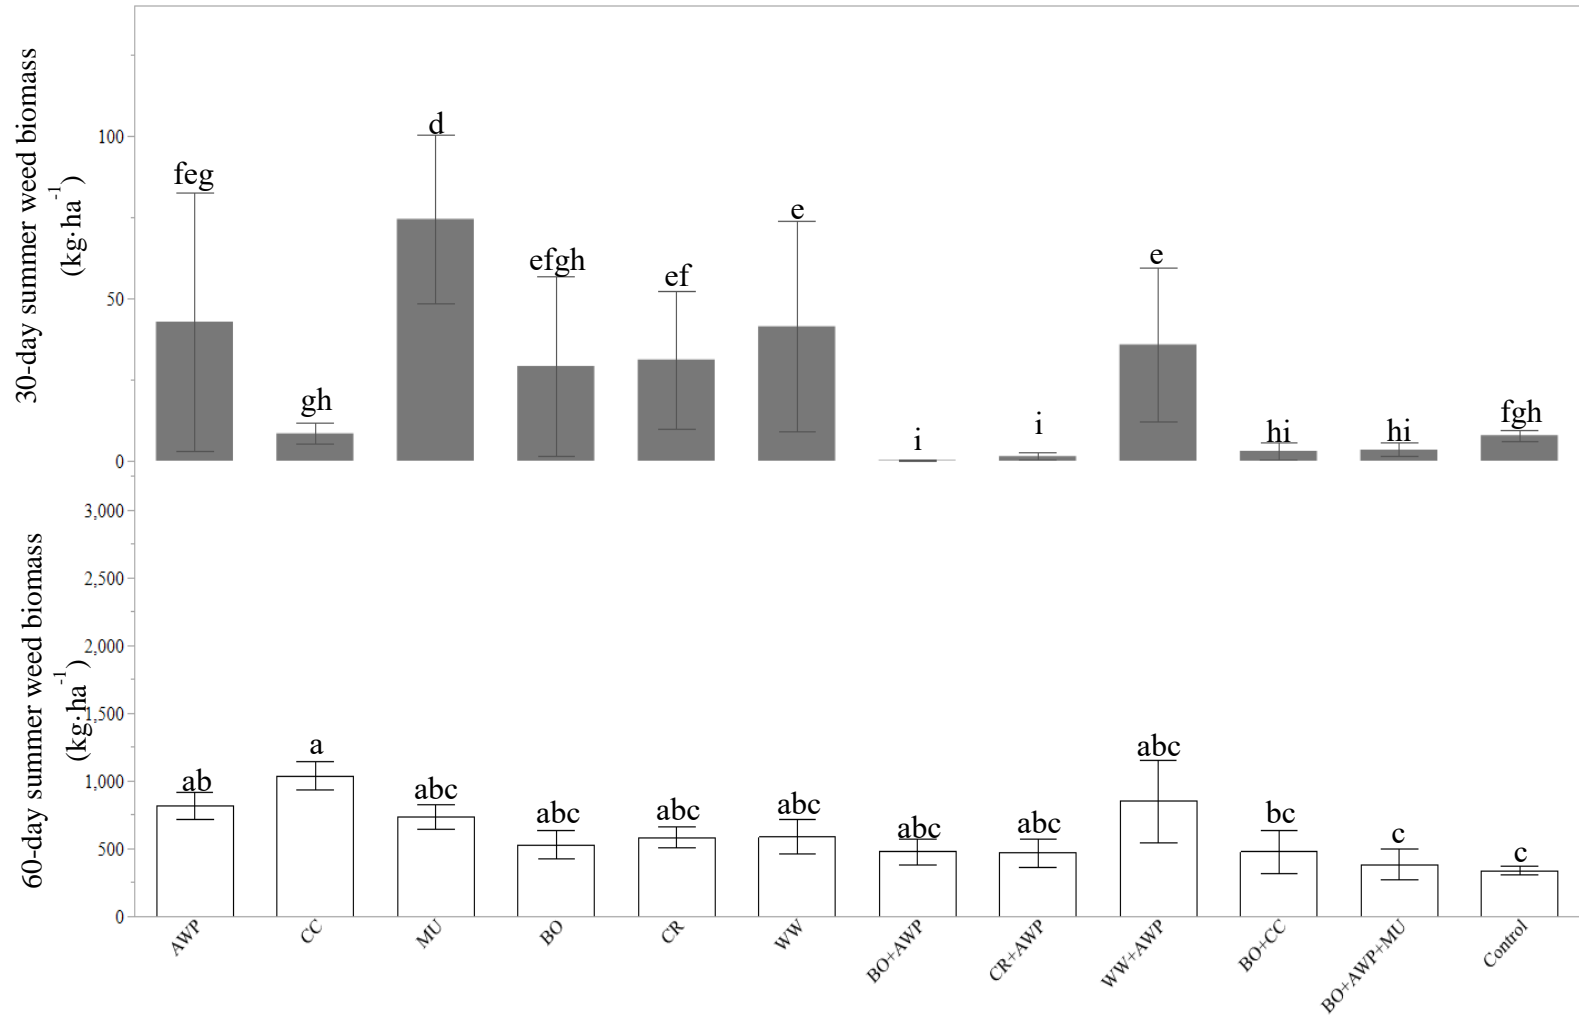 30-day summer weed biomass
(kg·ha⁻¹)
100
50
0
feg
gh
d
efgh
ef
e
i
i
e
hi
hi
fgh
60-day summer weed biomass
(kg·ha⁻¹)
3,000
2,500
2,000
1,500
1,000
500
0
ab
a
abc
abc
abc
abc
abc
abc
abc
bc
c
c
AWP
CC
MU
BO
CR
WW
BO+AWP
CR+AWP
WW+AWP
BO+CC
BO+AWP+MU
Control